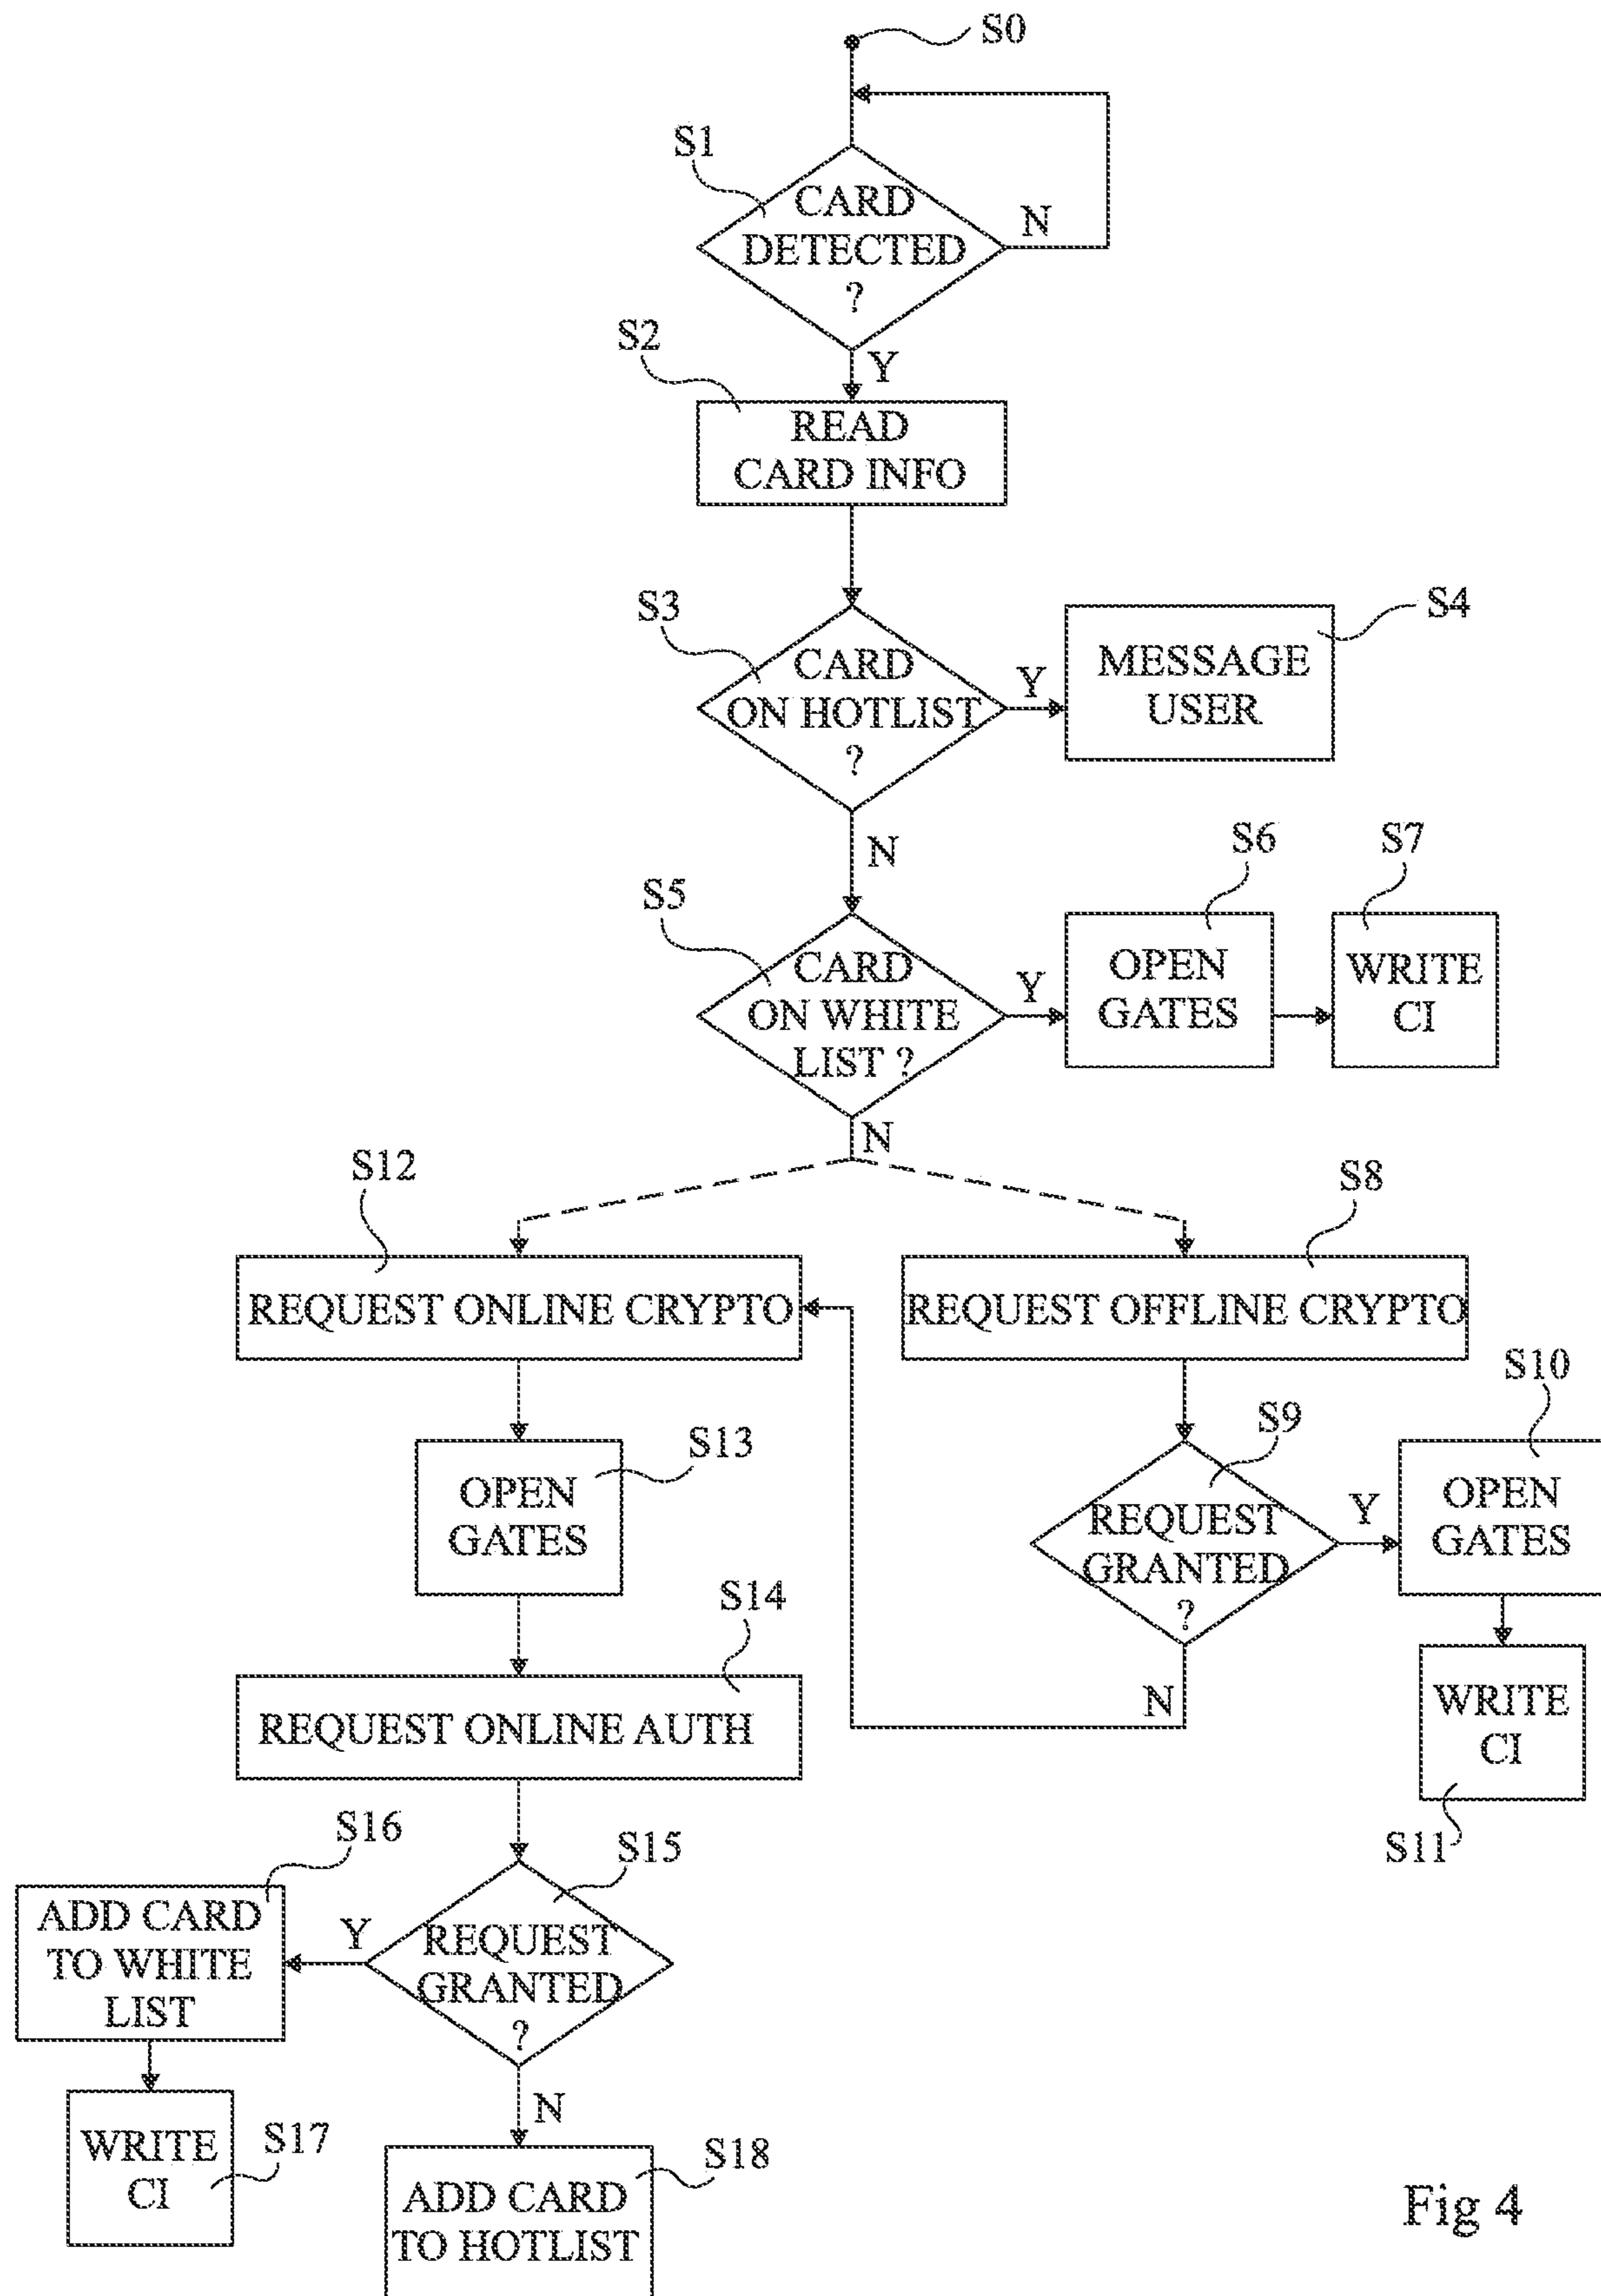 S0
S1
CARD
DETECTED
?
N
Y
S2
READ
CARD INFO
S3
CARD
ON HOTLIST
?
Y
S4
MESSAGE
USER
N
S5
CARD
ON WHITE
LIST ?
Y
S6
OPEN
GATES
S7
WRITE
CI
N
S12
REQUEST ONLINE CRYPTO
S8
REQUEST OFFLINE CRYPTO
S13
OPEN
GATES
S9
REQUEST
GRANTED
?
Y
S10
OPEN
GATES
N
S14
REQUEST ONLINE AUTH
WRITE
CI
S11
S16
ADD CARD
TO WHITE
LIST
Y
S15
REQUEST
GRANTED
?
N
WRITE
CI
S17
S18
ADD CARD
TO HOTLIST
Fig 4